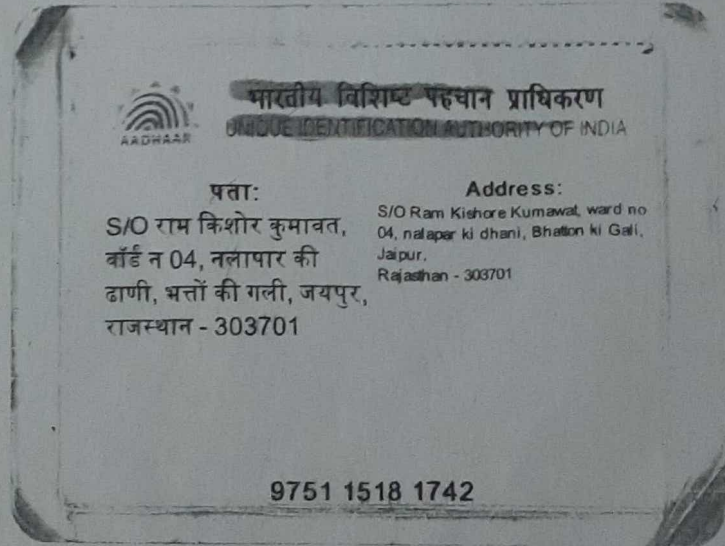 भारतीय विशिष्ट पहचान प्राधिकरण
UNIQUE IDENTIFICATION AUTHORITY OF INDIA
AADHAAR
पता:
S/O राम किशोर कुमावत,
वॉर्ड न 04, नलापार की
ढाणी, भत्तों की गली, जयपुर,
राजस्थान - 303701
Address:
S/O Ram Kishore Kumawat, ward no
04, nalapar ki dhani, Bhatton ki Gali,
Jaipur,
Rajasthan - 303701
9751 1518 1742